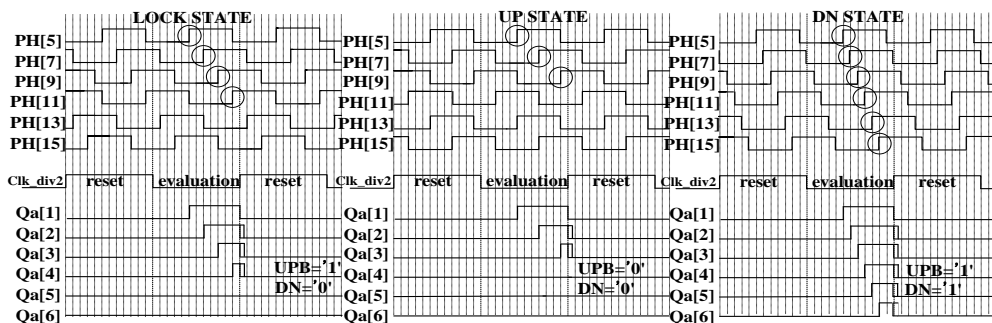 LOCK STATE
PH[5]
PH[7]
PH[9]
PH[11]
PH[13]
PH[15]
Clk_div2
reset
evaluation
reset
Qa[1]
Qa[2]
Qa[3]
Qa[4]
Qa[5]
Qa[6]
UPB='1'
DN='0'
UP STATE
PH[5]
PH[7]
PH[9]
PH[11]
PH[13]
PH[15]
Clk_div2
reset
evaluation
reset
Qa[1]
Qa[2]
Qa[3]
Qa[4]
Qa[5]
Qa[6]
UPB='0'
DN='0'
DN STATE
PH[5]
PH[7]
PH[9]
PH[11]
PH[13]
PH[15]
Clk_div2
reset
evaluation
reset
Qa[1]
Qa[2]
Qa[3]
Qa[4]
Qa[5]
Qa[6]
UPB='1'
DN='1'